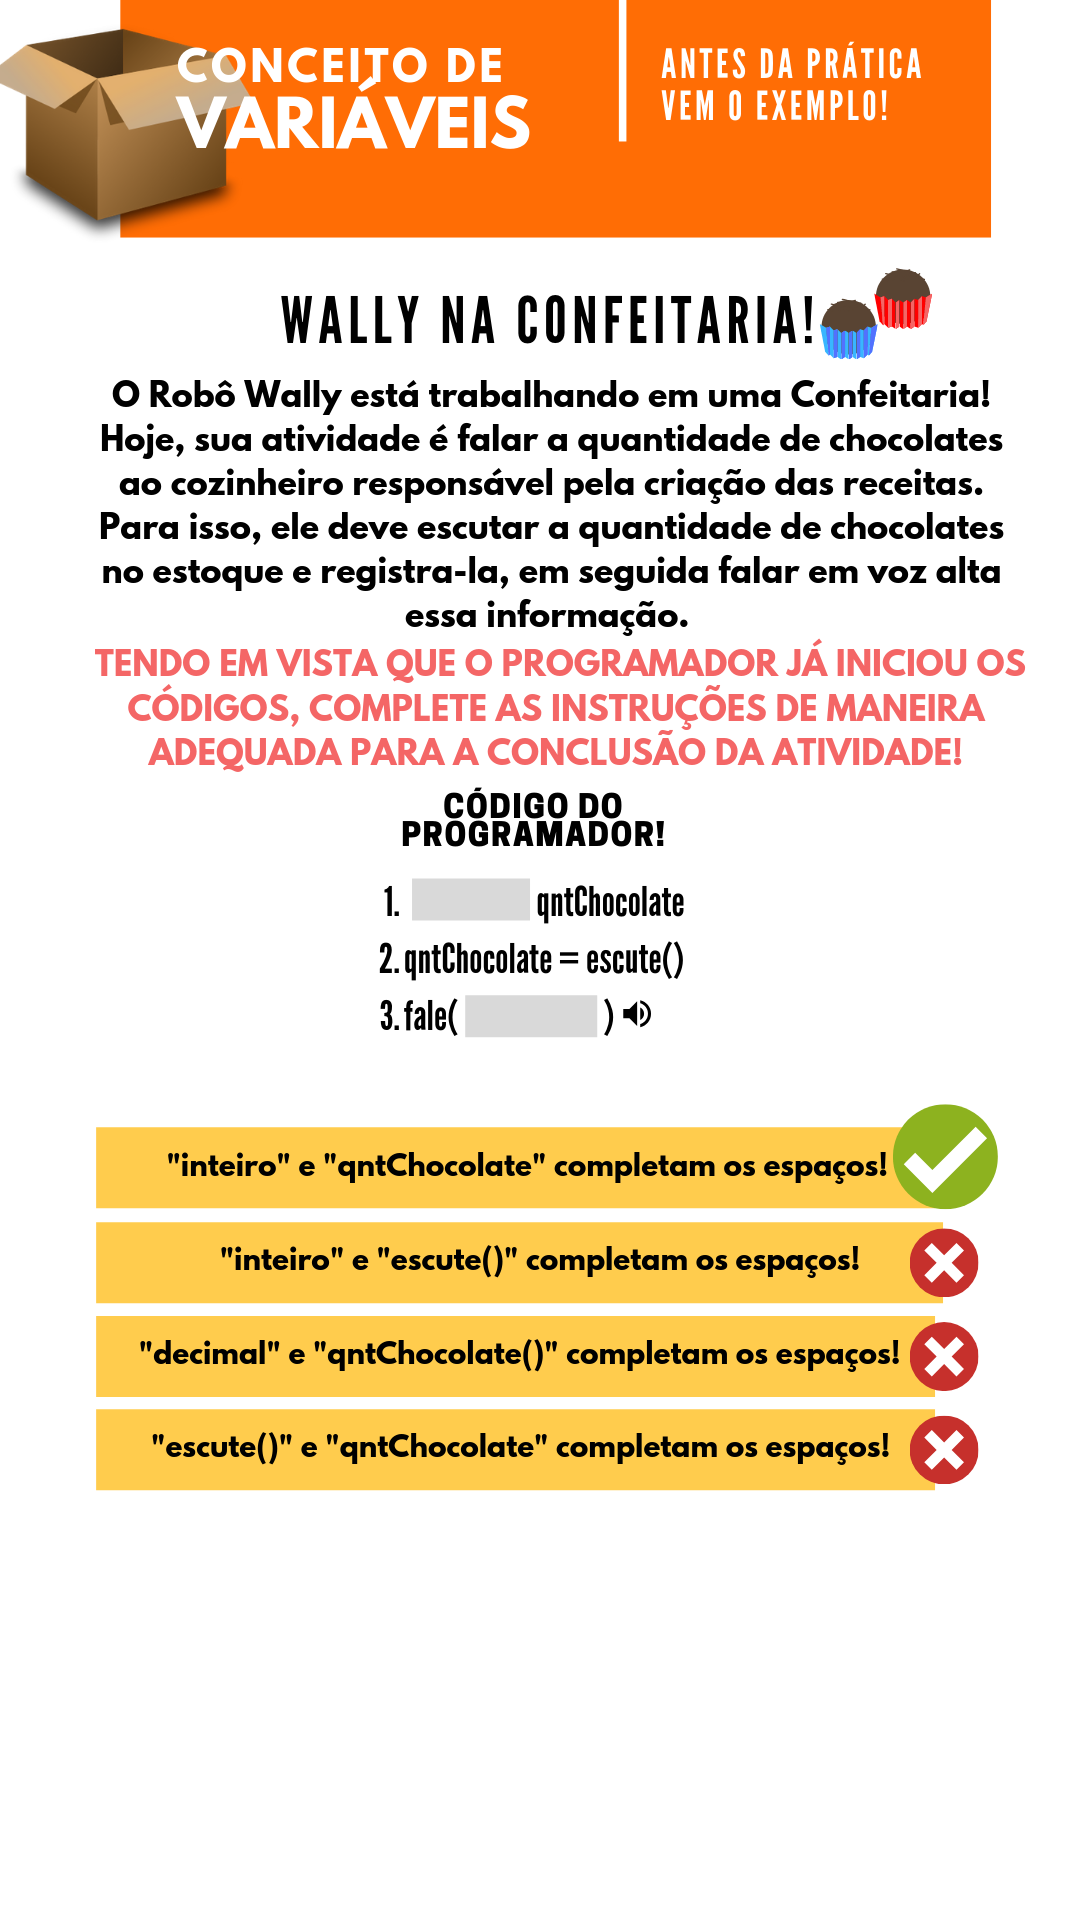 CONCEITO DE
VARIÁVEIS
ANTES DA PRÁTICA
VEM O EXEMPLO!
WALLY NA CONFEITARIA!
O Robô Wally está trabalhando em uma Confeitaria!
Hoje, sua atividade é falar a quantidade de chocolates
ao cozinheiro responsável pela criação das receitas.
Para isso, ele deve escutar a quantidade de chocolates
no estoque e registra-la, em seguida falar em voz alta
essa informação.
TENDO EM VISTA QUE O PROGRAMADOR JÁ INICIOU OS
CÓDIGOS, COMPLETE AS INSTRUÇÕES DE MANEIRA
ADEQUADA PARA A CONCLUSÃO DA ATIVIDADE!
CÓDIGO DO
PROGRAMADOR!
1. qntChocolate
2. qntChocolate = escute()
3. fale( )
"inteiro" e "qntChocolate" completam os espaços!
"inteiro" e "escute()" completam os espaços!
"decimal" e "qntChocolate()" completam os espaços!
"escute()" e "qntChocolate" completam os espaços!